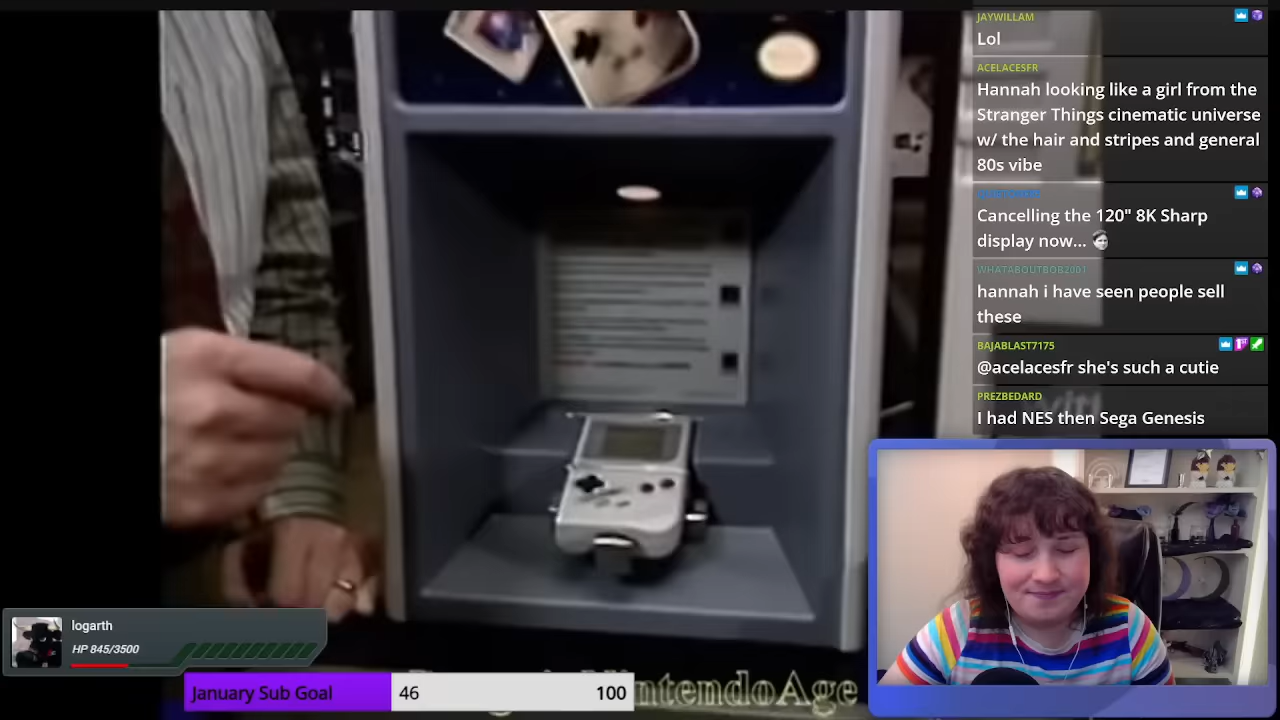 JAYWILLAM
Lol
ACELACESFR
Hannah looking like a girl from the
Stranger Things cinematic universe
w/ the hair and stripes and general
80s vibe
Cancelling the 120" 8K Sharp
display now...
WHATABOUTBOB2001
hannah i have seen people sell
these
BAJABLAST7175
@acelacesfr she's such a cutie
PREZBEDARD
I had NES then Sega Genesis
logarth
HP 845/3500
January Sub Goal
46
100
ntendoAge